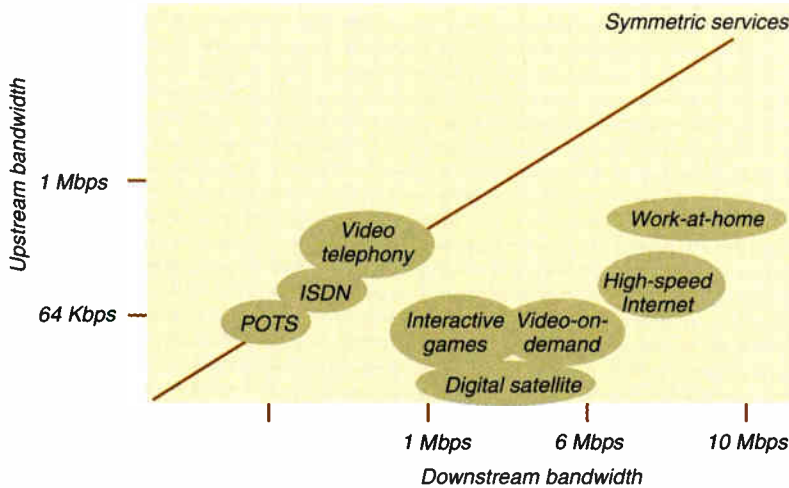 Symmetric services
Upstream bandwidth
1 Mbps
64 Kbps
Video
telephony
ISDN
POTS
Work-at-home
High-speed
Internet
Interactive
games
Video-on-
demand
Digital satellite
1 Mbps
6 Mbps
10 Mbps
Downstream bandwidth